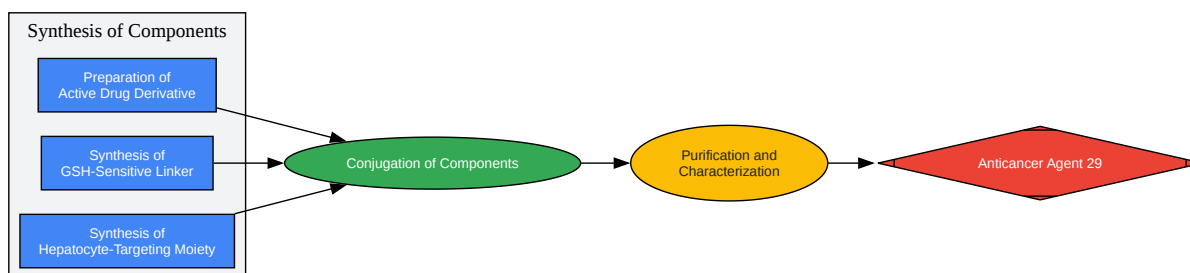 Synthesis of Components
Preparation of
Active Drug Derivative
Synthesis of
GSH-Sensitive Linker
Synthesis of
Hepatocyte-Targeting Moiety
Conjugation of Components
Purification and
Characterization
Anticancer Agent 29